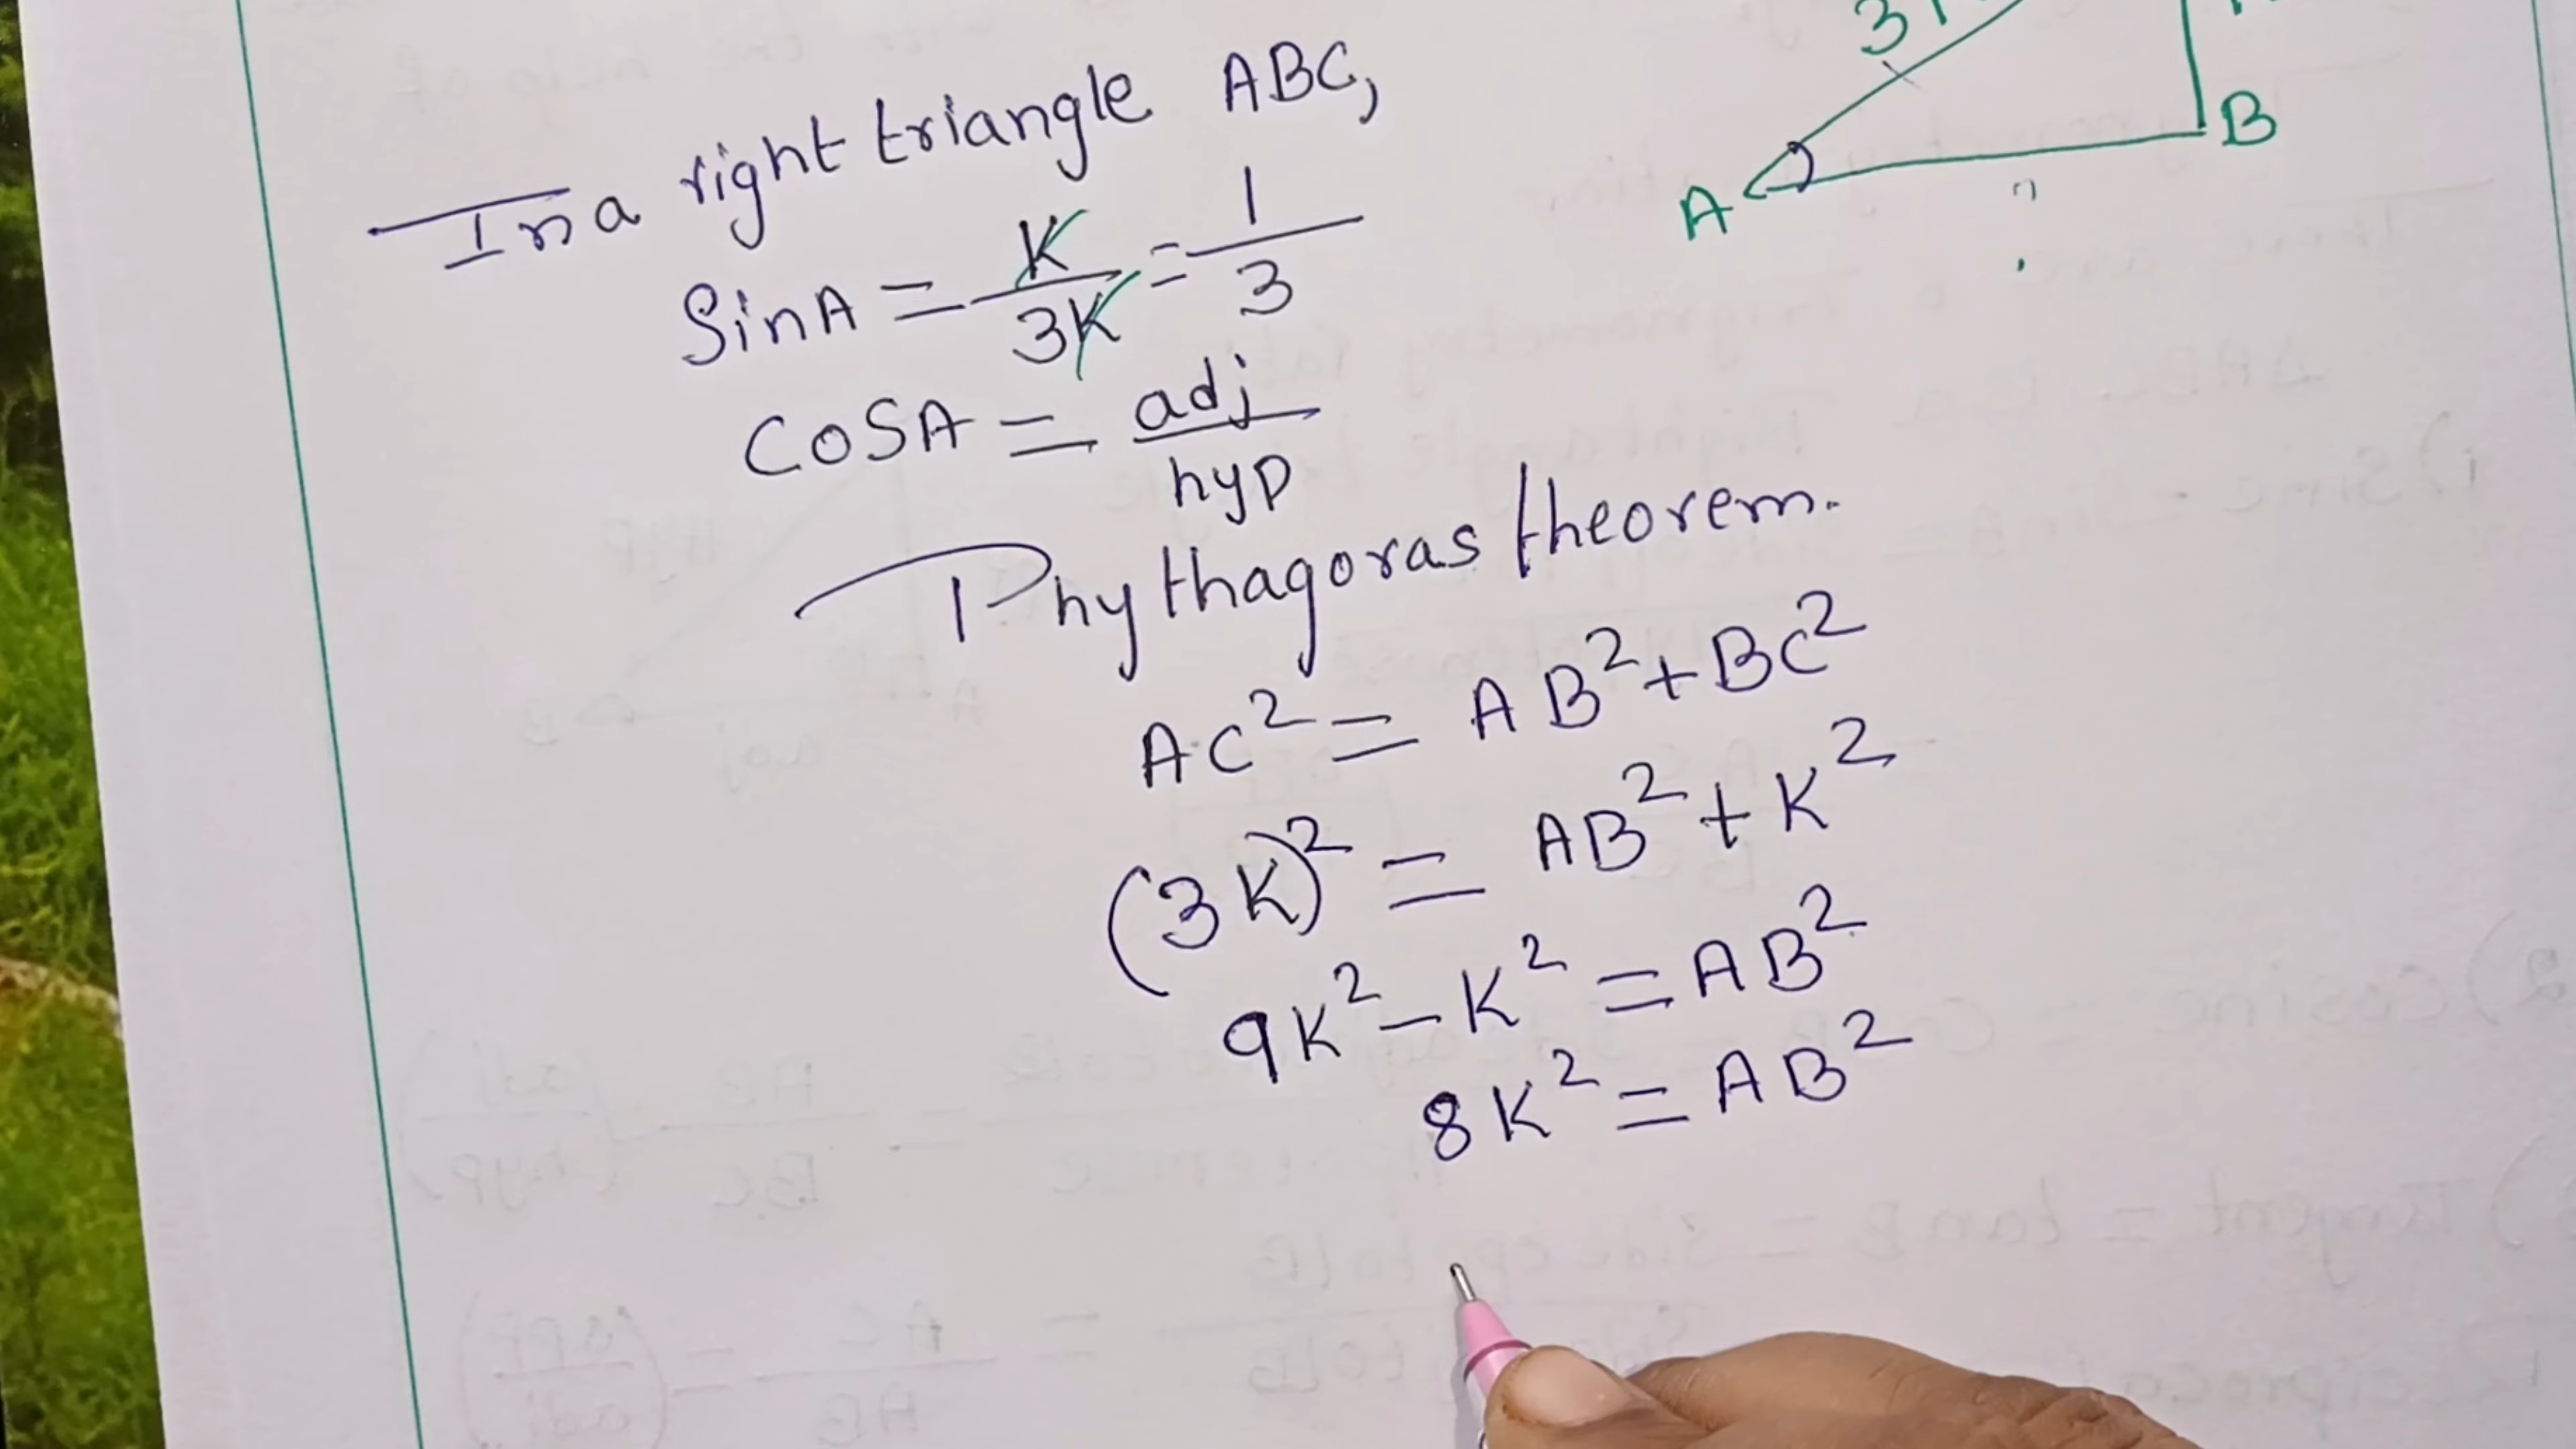 In a right triangle ABC,
SinA = K/3K = 1/3
COSA = adj/hyp
Phythagoras theorem.
AC² = AB² + BC²
(3K)² = AB² + K²
9K² - K² = AB²
8K² = AB²
3
A
B
?